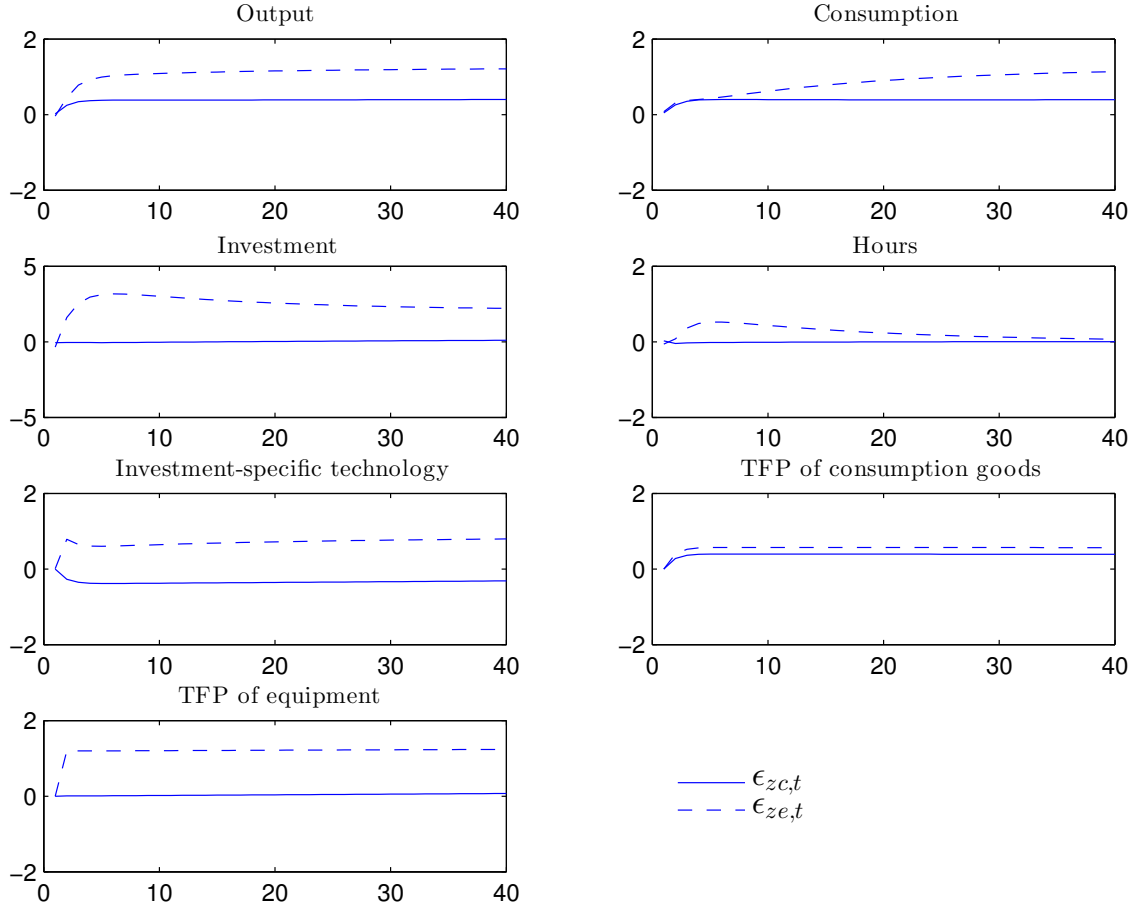 Output
2
0
−2
0 10 20 30 40
Consumption
2
0
−2
0 10 20 30 40
Investment
5
0
−5
0 10 20 30 40
Hours
2
0
−2
0 10 20 30 40
Investment-specific technology
2
0
−2
0 10 20 30 40
TFP of consumption goods
2
0
−2
0 10 20 30 40
TFP of equipment
2
0
−2
0 10 20 30 40
ϵzc,t
ϵze,t